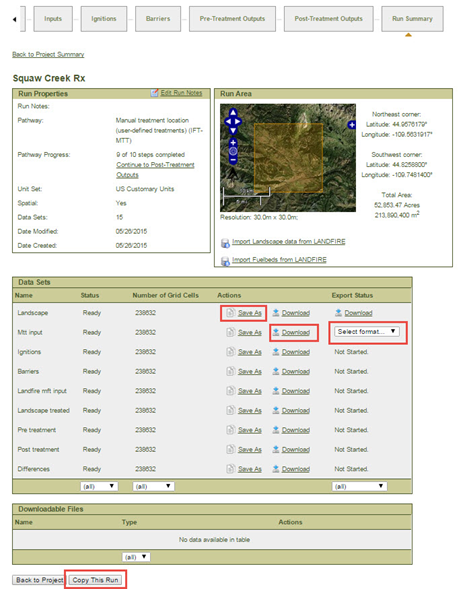 Inputs Ignitions Barriers Pre-Treatment Outputs Post-Treatment Outputs Run Summary
Back to Project Summary
Squaw Creek Rx
Run Properties Edit Run Notes
Run Notes:
Pathway: Manual treatment location
(user-defined treatments) (IFT-
MTT)
Pathway Progress: 9 of 10 steps completed
Continue to Post-Treatment
Outputs
Unit Set: US Customary Units
Spatial: Yes
Data Sets: 15
Date Modified: 05/26/2015
Date Created: 05/26/2015
Run Area
Northeast corner:
Latitude: 44.9676179°
Longitude: -109.5631917°
Southwest corner:
Latitude: 44.8258800°
Longitude: -109.7481400°
Total Area:
52,853.47 Acres
213,890,400 m²
Resolution: 30.0m x 30.0m;
Import Landscape data from LANDFIRE
Import Fuelbeds from LANDFIRE
Data Sets
Name Status Number of Grid Cells Actions Export Status
Landscape Ready 238632 Save As Download Download
Mtt input Ready 238632 Save As Download Select format...
Ignitions Ready 238632 Save As Download Not Started.
Barriers Ready 238632 Save As Download Not Started.
Landfire mft input Ready 238632 Save As Download Not Started.
Landscape treated Ready 238632 Save As Download Not Started.
Pre treatment Ready 238632 Save As Download Not Started.
Post treatment Ready 238632 Save As Download Not Started.
Differences Ready 238632 Save As Download Not Started.
(all) (all) (all)
Downloadable Files
Name Type Actions
No data available in table
(all)
Back to Project Copy This Run